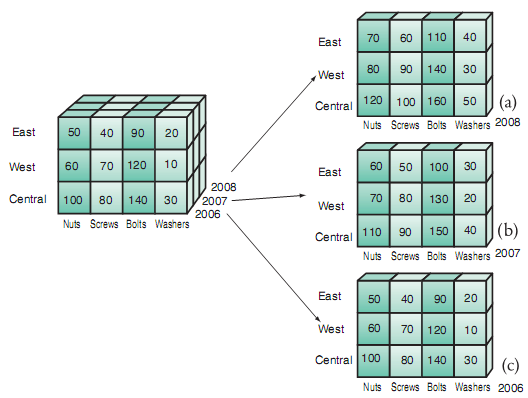 East 50 40 90 20
West 60 70 120 10
Central 100 80 140 30
2008
2007
2006
Nuts Screws Bolts Washers
East 70 60 110 40
West 80 90 140 30
Central 120 100 160 50 (a)
Nuts Screws Bolts Washers 2008
East 60 50 100 30
West 70 80 130 20
Central 110 90 150 40 (b)
Nuts Screws Bolts Washers 2007
East 50 40 90 20
West 60 70 120 10
Central 100 80 140 30 (c)
Nuts Screws Bolts Washers 2006